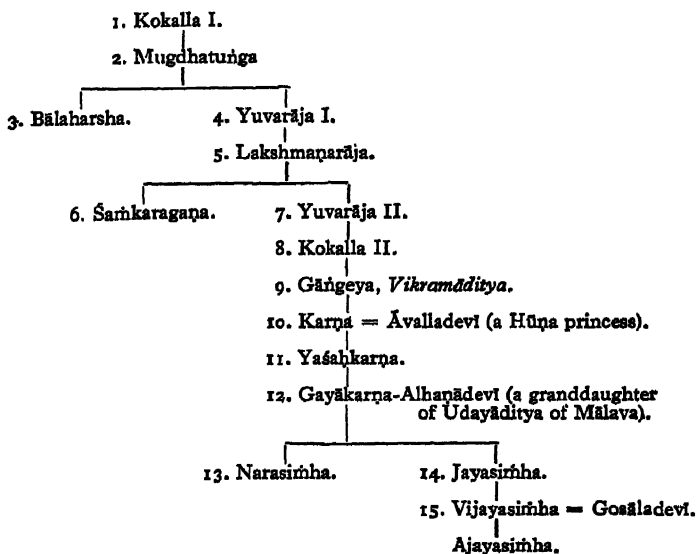 1. Kokalla I.
2. Mugdhatuṅga
3. Bālaharsha.
4. Yuvarāja I.
5. Lakshmaṇarāja.
6. Śaṁkaragaṇa.
7. Yuvarāja II.
8. Kokalla II.
9. Gāṅgeya, Vikramāditya.
10. Karṇa = Āvalladevī (a Hūṇa princess).
11. Yaśaḥkarṇa.
12. Gayākarṇa-Alhaṇādevī (a granddaughter
of Udayāditya of Mālava).
13. Narasiṁha.
14. Jayasiṁha.
15. Vijayasiṁha = Gosāladevī.
Ajayasiṁha.